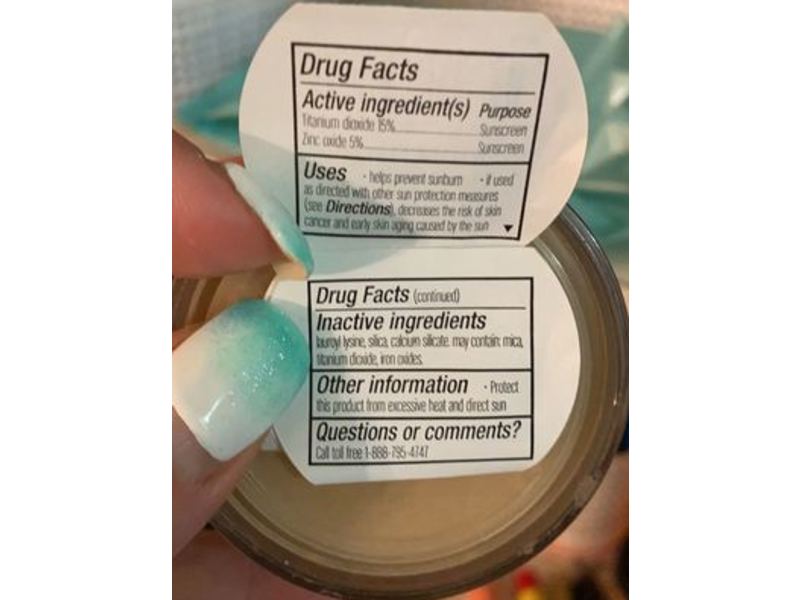 Drug Facts
Active ingredient(s) Purpose
Titanium dioxide 15% Sunscreen
Zinc oxide 5% Sunscreen
Uses · helps prevent sunburn · if used
as directed with other sun protection measures
(see Directions), decreases the risk of skin
cancer and early skin aging caused by the sun ▼
Drug Facts (continued)
Inactive ingredients
lauroyl lysine, silica, calcium silicate. may contain: mica,
titanium dioxide, iron oxides.
Other information · Protect
this product from excessive heat and direct sun
Questions or comments?
Call toll free 1-888-795-4747